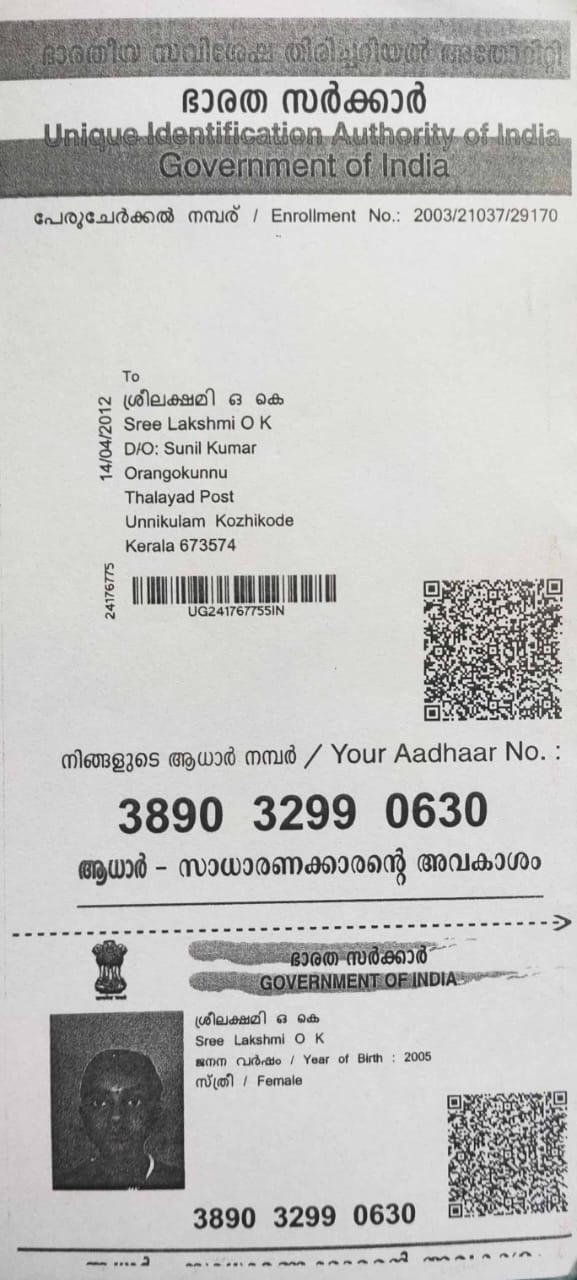 ഭാരതീയ സവിശേഷ തിരിച്ചറിയൽ അതോറിറ്റി
ഭാരത സർക്കാർ
Unique Identification Authority of India
Government of India
പേരുചേർക്കൽ നമ്പര് / Enrollment No.: 2003/21037/29170
To
ശ്രീലക്ഷ്മി ഒ കെ
Sree Lakshmi O K
D/O: Sunil Kumar
Orangokunnu
Thalayad Post
Unnikulam Kozhikode
Kerala 673574
14/04/2012
24176775
UG241767755IN
നിങ്ങളുടെ ആധാർ നമ്പർ / Your Aadhaar No. :
3890 3299 0630
ആധാർ – സാധാരണക്കാരന്റെ അവകാശം
ഭാരത സർക്കാർ
GOVERNMENT OF INDIA
ശ്രീലക്ഷ്മി ഒ കെ
Sree Lakshmi O K
ജനന വർഷം / Year of Birth : 2005
സ്ത്രീ / Female
3890 3299 0630